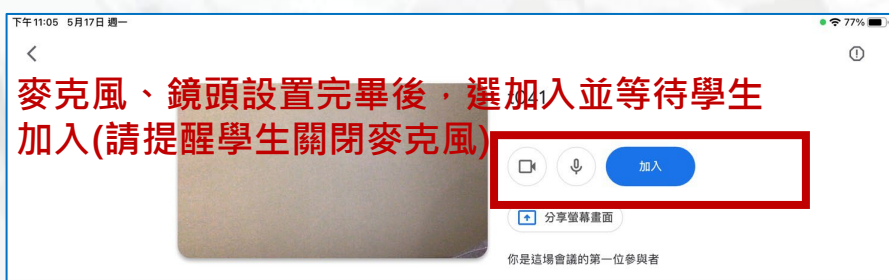 下午11:05 5月17日 週一
77%
麥克風、鏡頭設置完畢後，選加入並等待學生
加入(請提醒學生關閉麥克風)
加入
分享螢幕畫面
你是這場會議的第一位參與者